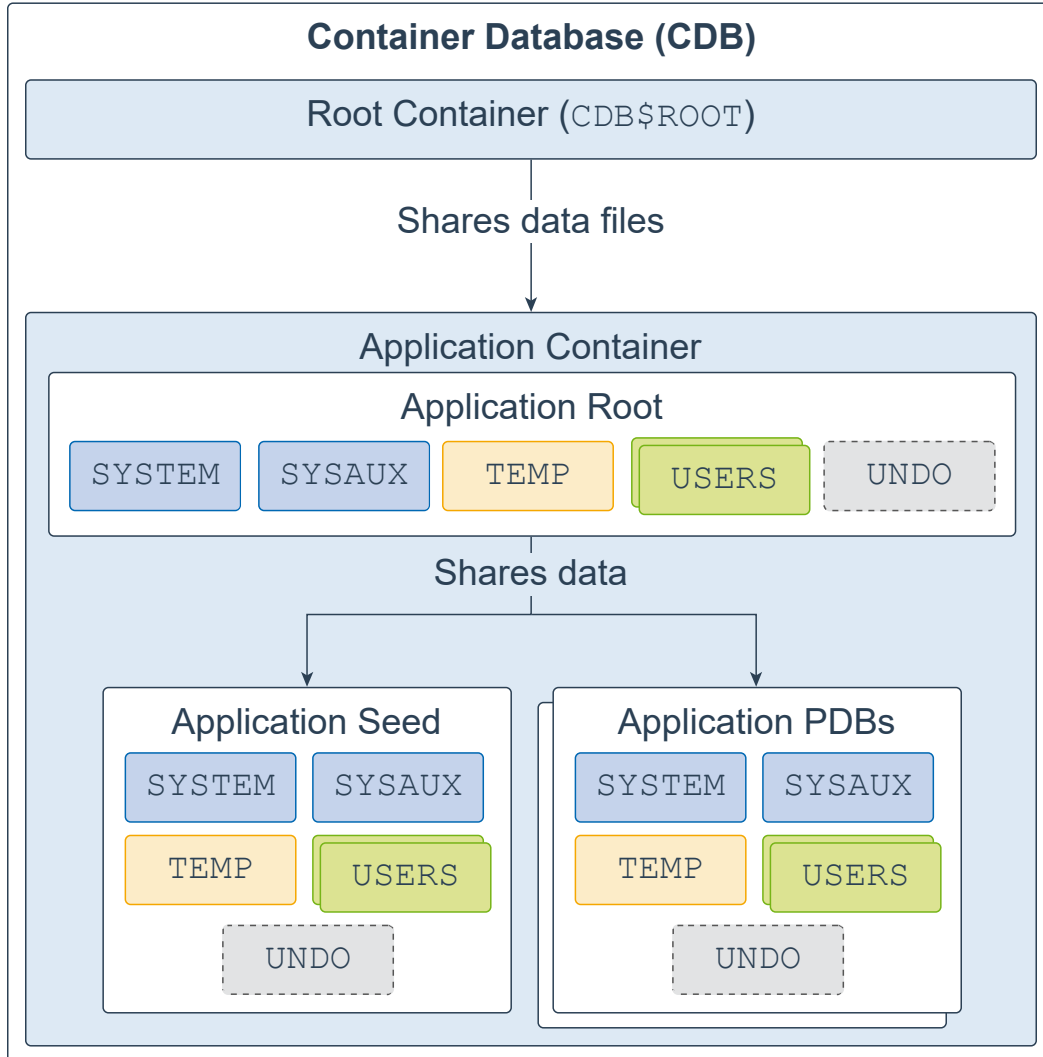 Container Database (CDB)
Root Container (CDB$ROOT)
Shares data files
Application Container
Application Root
SYSTEM SYSAUX TEMP USERS UNDO
Shares data
Application Seed
SYSTEM SYSAUX
TEMP USERS
UNDO
Application PDBs
SYSTEM SYSAUX
TEMP USERS
UNDO